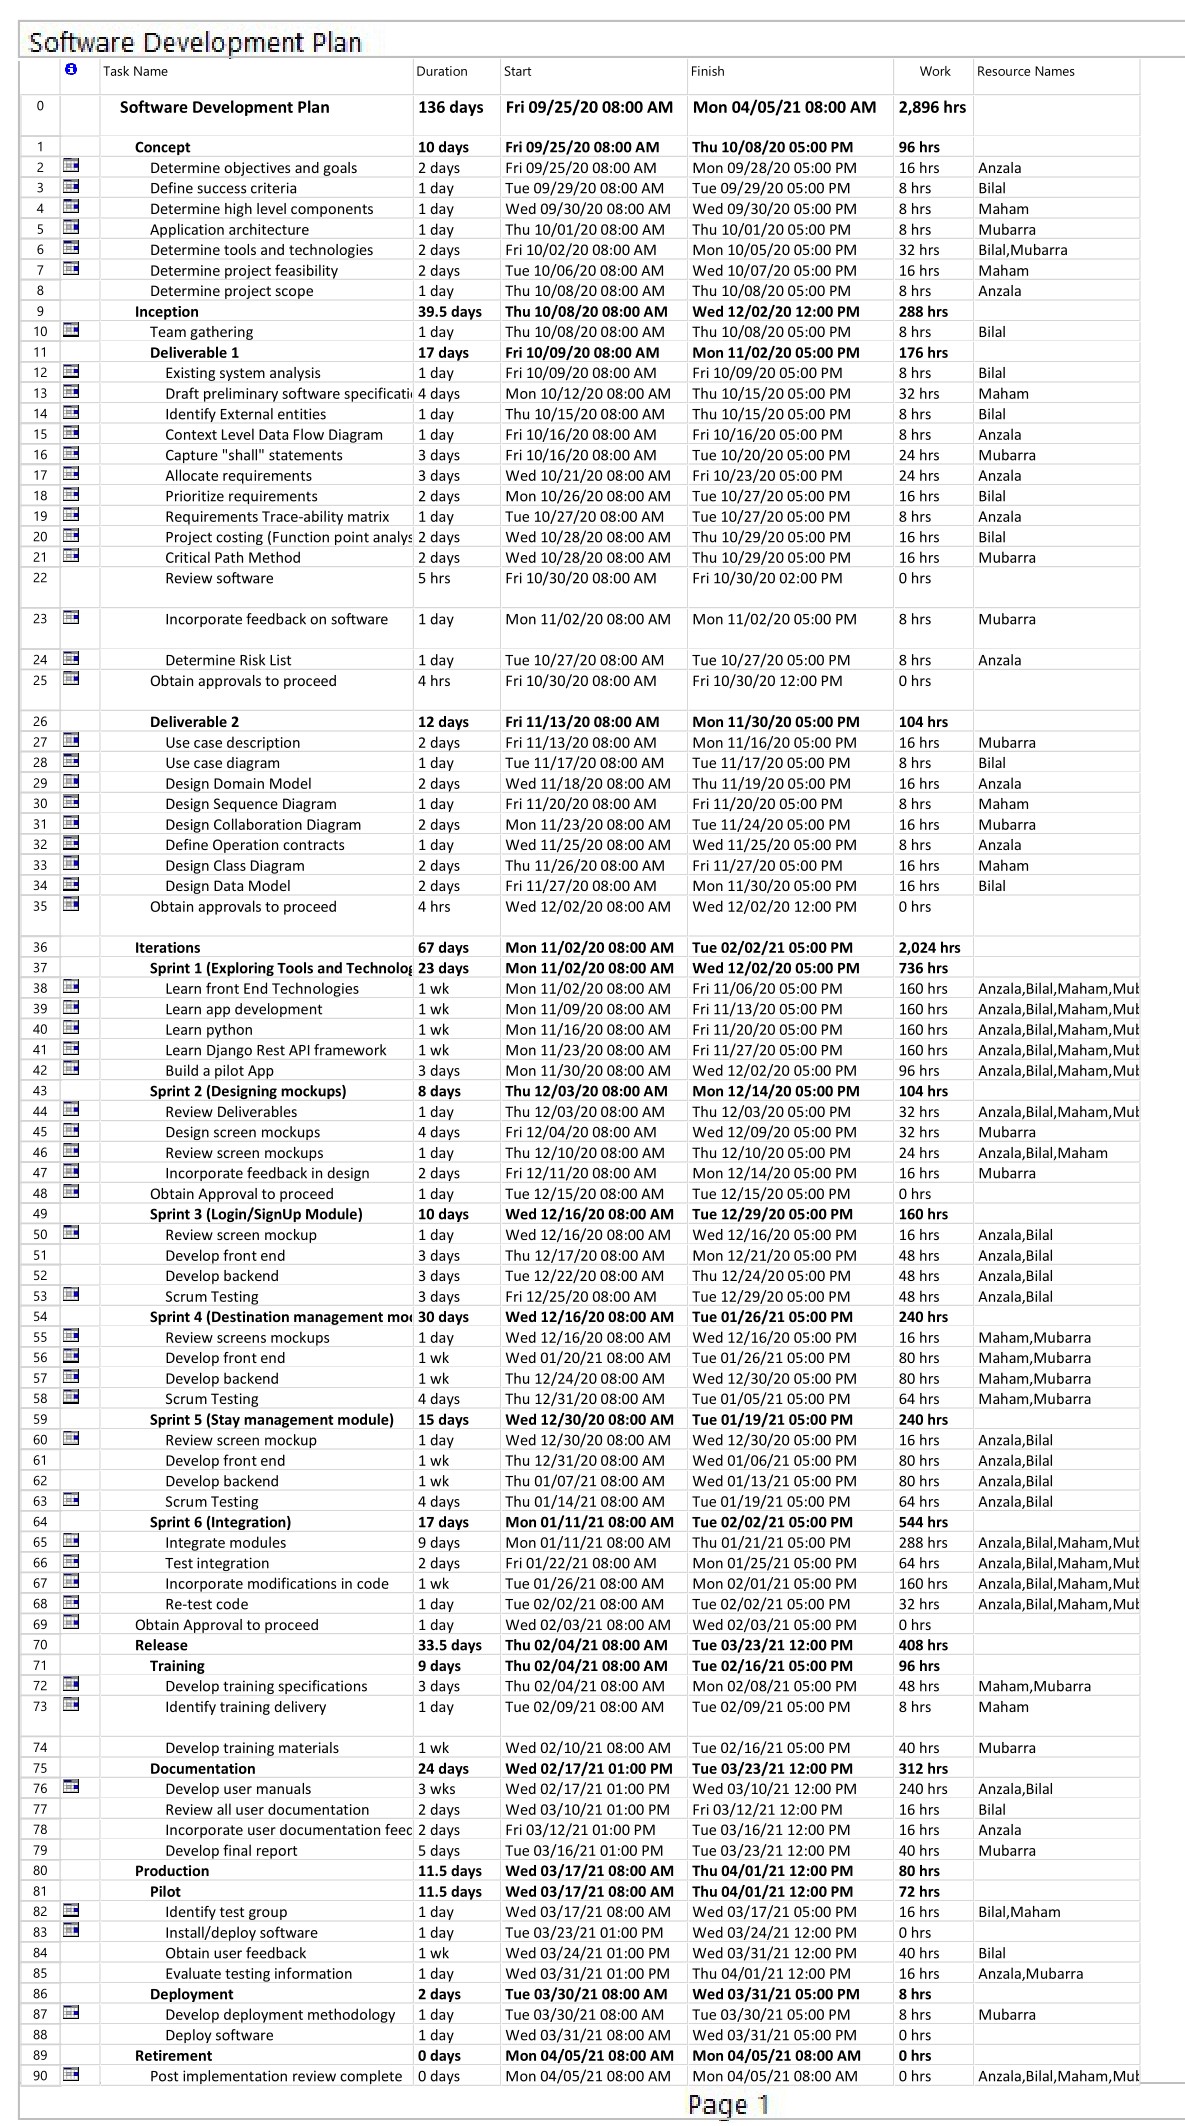 Software Development Plan
Task Name Duration Start Finish Work Resource Names
0 Software Development Plan 136 days Fri 09/25/20 08:00 AM Mon 04/05/21 08:00 AM 2,896 hrs
1 Concept 10 days Fri 09/25/20 08:00 AM Thu 10/08/20 05:00 PM 96 hrs
2 Determine objectives and goals 2 days Fri 09/25/20 08:00 AM Mon 09/28/20 05:00 PM 16 hrs Anzala
3 Define success criteria 1 day Tue 09/29/20 08:00 AM Tue 09/29/20 05:00 PM 8 hrs Bilal
4 Determine high level components 1 day Wed 09/30/20 08:00 AM Wed 09/30/20 05:00 PM 8 hrs Maham
5 Application architecture 1 day Thu 10/01/20 08:00 AM Thu 10/01/20 05:00 PM 8 hrs Mubarra
6 Determine tools and technologies 2 days Fri 10/02/20 08:00 AM Mon 10/05/20 05:00 PM 32 hrs Bilal,Mubarra
7 Determine project feasibility 2 days Tue 10/06/20 08:00 AM Wed 10/07/20 05:00 PM 16 hrs Maham
8 Determine project scope 1 day Thu 10/08/20 08:00 AM Thu 10/08/20 05:00 PM 8 hrs Anzala
9 Inception 39.5 days Thu 10/08/20 08:00 AM Wed 12/02/20 12:00 PM 288 hrs
10 Team gathering 1 day Thu 10/08/20 08:00 AM Thu 10/08/20 05:00 PM 8 hrs Bilal
11 Deliverable 1 17 days Fri 10/09/20 08:00 AM Mon 11/02/20 05:00 PM 176 hrs
12 Existing system analysis 1 day Fri 10/09/20 08:00 AM Fri 10/09/20 05:00 PM 8 hrs Bilal
13 Draft preliminary software specificati 4 days Mon 10/12/20 08:00 AM Thu 10/15/20 05:00 PM 32 hrs Maham
14 Identify External entities 1 day Thu 10/15/20 08:00 AM Thu 10/15/20 05:00 PM 8 hrs Bilal
15 Context Level Data Flow Diagram 1 day Fri 10/16/20 08:00 AM Fri 10/16/20 05:00 PM 8 hrs Anzala
16 Capture "shall" statements 3 days Fri 10/16/20 08:00 AM Tue 10/20/20 05:00 PM 24 hrs Mubarra
17 Allocate requirements 3 days Wed 10/21/20 08:00 AM Fri 10/23/20 05:00 PM 24 hrs Anzala
18 Prioritize requirements 2 days Mon 10/26/20 08:00 AM Tue 10/27/20 05:00 PM 16 hrs Bilal
19 Requirements Trace-ability matrix 1 day Tue 10/27/20 08:00 AM Tue 10/27/20 05:00 PM 8 hrs Anzala
20 Project costing (Function point analys 2 days Wed 10/28/20 08:00 AM Thu 10/29/20 05:00 PM 16 hrs Bilal
21 Critical Path Method 2 days Wed 10/28/20 08:00 AM Thu 10/29/20 05:00 PM 16 hrs Mubarra
22 Review software 5 hrs Fri 10/30/20 08:00 AM Fri 10/30/20 02:00 PM 0 hrs
23 Incorporate feedback on software 1 day Mon 11/02/20 08:00 AM Mon 11/02/20 05:00 PM 8 hrs Mubarra
24 Determine Risk List 1 day Tue 10/27/20 08:00 AM Tue 10/27/20 05:00 PM 8 hrs Anzala
25 Obtain approvals to proceed 4 hrs Fri 10/30/20 08:00 AM Fri 10/30/20 12:00 PM 0 hrs
26 Deliverable 2 12 days Fri 11/13/20 08:00 AM Mon 11/30/20 05:00 PM 104 hrs
27 Use case description 2 days Fri 11/13/20 08:00 AM Mon 11/16/20 05:00 PM 16 hrs Mubarra
28 Use case diagram 1 day Tue 11/17/20 08:00 AM Tue 11/17/20 05:00 PM 8 hrs Bilal
29 Design Domain Model 2 days Wed 11/18/20 08:00 AM Thu 11/19/20 05:00 PM 16 hrs Anzala
30 Design Sequence Diagram 1 day Fri 11/20/20 08:00 AM Fri 11/20/20 05:00 PM 8 hrs Maham
31 Design Collaboration Diagram 2 days Mon 11/23/20 08:00 AM Tue 11/24/20 05:00 PM 16 hrs Mubarra
32 Define Operation contracts 1 day Wed 11/25/20 08:00 AM Wed 11/25/20 05:00 PM 8 hrs Anzala
33 Design Class Diagram 2 days Thu 11/26/20 08:00 AM Fri 11/27/20 05:00 PM 16 hrs Maham
34 Design Data Model 2 days Fri 11/27/20 08:00 AM Mon 11/30/20 05:00 PM 16 hrs Bilal
35 Obtain approvals to proceed 4 hrs Wed 12/02/20 08:00 AM Wed 12/02/20 12:00 PM 0 hrs
36 Iterations 67 days Mon 11/02/20 08:00 AM Tue 02/02/21 05:00 PM 2,024 hrs
37 Sprint 1 (Exploring Tools and Technolog 23 days Mon 11/02/20 08:00 AM Wed 12/02/20 05:00 PM 736 hrs
38 Learn front End Technologies 1 wk Mon 11/02/20 08:00 AM Fri 11/06/20 05:00 PM 160 hrs Anzala,Bilal,Maham,Mub
39 Learn app development 1 wk Mon 11/09/20 08:00 AM Fri 11/13/20 05:00 PM 160 hrs Anzala,Bilal,Maham,Mub
40 Learn python 1 wk Mon 11/16/20 08:00 AM Fri 11/20/20 05:00 PM 160 hrs Anzala,Bilal,Maham,Mub
41 Learn Django Rest API framework 1 wk Mon 11/23/20 08:00 AM Fri 11/27/20 05:00 PM 160 hrs Anzala,Bilal,Maham,Mub
42 Build a pilot App 3 days Mon 11/30/20 08:00 AM Wed 12/02/20 05:00 PM 96 hrs Anzala,Bilal,Maham,Mub
43 Sprint 2 (Designing mockups) 8 days Thu 12/03/20 08:00 AM Mon 12/14/20 05:00 PM 104 hrs
44 Review Deliverables 1 day Thu 12/03/20 08:00 AM Thu 12/03/20 05:00 PM 32 hrs Anzala,Bilal,Maham,Mub
45 Design screen mockups 4 days Fri 12/04/20 08:00 AM Wed 12/09/20 05:00 PM 32 hrs Mubarra
46 Review screen mockups 1 day Thu 12/10/20 08:00 AM Thu 12/10/20 05:00 PM 24 hrs Anzala,Bilal,Maham
47 Incorporate feedback in design 2 days Fri 12/11/20 08:00 AM Mon 12/14/20 05:00 PM 16 hrs Mubarra
48 Obtain Approval to proceed 1 day Tue 12/15/20 08:00 AM Tue 12/15/20 05:00 PM 0 hrs
49 Sprint 3 (Login/SignUp Module) 10 days Wed 12/16/20 08:00 AM Tue 12/29/20 05:00 PM 160 hrs
50 Review screen mockup 1 day Wed 12/16/20 08:00 AM Wed 12/16/20 05:00 PM 16 hrs Anzala,Bilal
51 Develop front end 3 days Thu 12/17/20 08:00 AM Mon 12/21/20 05:00 PM 48 hrs Anzala,Bilal
52 Develop backend 3 days Tue 12/22/20 08:00 AM Thu 12/24/20 05:00 PM 48 hrs Anzala,Bilal
53 Scrum Testing 3 days Fri 12/25/20 08:00 AM Tue 12/29/20 05:00 PM 48 hrs Anzala,Bilal
54 Sprint 4 (Destination management mod 30 days Wed 12/16/20 08:00 AM Tue 01/26/21 05:00 PM 240 hrs
55 Review screens mockups 1 day Wed 12/16/20 08:00 AM Wed 12/16/20 05:00 PM 16 hrs Maham,Mubarra
56 Develop front end 1 wk Wed 01/20/21 08:00 AM Tue 01/26/21 05:00 PM 80 hrs Maham,Mubarra
57 Develop backend 1 wk Thu 12/24/20 08:00 AM Wed 12/30/20 05:00 PM 80 hrs Maham,Mubarra
58 Scrum Testing 4 days Thu 12/31/20 08:00 AM Tue 01/05/21 05:00 PM 64 hrs Maham,Mubarra
59 Sprint 5 (Stay management module) 15 days Wed 12/30/20 08:00 AM Tue 01/19/21 05:00 PM 240 hrs
60 Review screen mockup 1 day Wed 12/30/20 08:00 AM Wed 12/30/20 05:00 PM 16 hrs Anzala,Bilal
61 Develop front end 1 wk Thu 12/31/20 08:00 AM Wed 01/06/21 05:00 PM 80 hrs Anzala,Bilal
62 Develop backend 1 wk Thu 01/07/21 08:00 AM Wed 01/13/21 05:00 PM 80 hrs Anzala,Bilal
63 Scrum Testing 4 days Thu 01/14/21 08:00 AM Tue 01/19/21 05:00 PM 64 hrs Anzala,Bilal
64 Sprint 6 (Integration) 17 days Mon 01/11/21 08:00 AM Tue 02/02/21 05:00 PM 544 hrs
65 Integrate modules 9 days Mon 01/11/21 08:00 AM Thu 01/21/21 05:00 PM 288 hrs Anzala,Bilal,Maham,Mub
66 Test integration 2 days Fri 01/22/21 08:00 AM Mon 01/25/21 05:00 PM 64 hrs Anzala,Bilal,Maham,Mub
67 Incorporate modifications in code 1 wk Tue 01/26/21 08:00 AM Mon 02/01/21 05:00 PM 160 hrs Anzala,Bilal,Maham,Mub
68 Re-test code 1 day Tue 02/02/21 08:00 AM Tue 02/02/21 05:00 PM 32 hrs Anzala,Bilal,Maham,Mub
69 Obtain Approval to proceed 1 day Wed 02/03/21 08:00 AM Wed 02/03/21 05:00 PM 0 hrs
70 Release 33.5 days Thu 02/04/21 08:00 AM Tue 03/23/21 12:00 PM 408 hrs
71 Training 9 days Thu 02/04/21 08:00 AM Tue 02/16/21 05:00 PM 96 hrs
72 Develop training specifications 3 days Thu 02/04/21 08:00 AM Mon 02/08/21 05:00 PM 48 hrs Maham,Mubarra
73 Identify training delivery 1 day Tue 02/09/21 08:00 AM Tue 02/09/21 05:00 PM 8 hrs Maham
74 Develop training materials 1 wk Wed 02/10/21 08:00 AM Tue 02/16/21 05:00 PM 40 hrs Mubarra
75 Documentation 24 days Wed 02/17/21 01:00 PM Tue 03/23/21 12:00 PM 312 hrs
76 Develop user manuals 3 wks Wed 02/17/21 01:00 PM Wed 03/10/21 12:00 PM 240 hrs Anzala,Bilal
77 Review all user documentation 2 days Wed 03/10/21 01:00 PM Fri 03/12/21 12:00 PM 16 hrs Bilal
78 Incorporate user documentation feed 2 days Fri 03/12/21 01:00 PM Tue 03/16/21 12:00 PM 16 hrs Anzala
79 Develop final report 5 days Tue 03/16/21 01:00 PM Tue 03/23/21 12:00 PM 40 hrs Mubarra
80 Production 11.5 days Wed 03/17/21 08:00 AM Thu 04/01/21 12:00 PM 80 hrs
81 Pilot 11.5 days Wed 03/17/21 08:00 AM Thu 04/01/21 12:00 PM 72 hrs
82 Identify test group 1 day Wed 03/17/21 08:00 AM Wed 03/17/21 05:00 PM 16 hrs Bilal,Maham
83 Install/deploy software 1 day Tue 03/23/21 01:00 PM Wed 03/24/21 12:00 PM 0 hrs
84 Obtain user feedback 1 wk Wed 03/24/21 01:00 PM Wed 03/31/21 12:00 PM 40 hrs Bilal
85 Evaluate testing information 1 day Wed 03/31/21 01:00 PM Thu 04/01/21 12:00 PM 16 hrs Anzala,Mubarra
86 Deployment 2 days Tue 03/30/21 08:00 AM Wed 03/31/21 05:00 PM 8 hrs
87 Develop deployment methodology 1 day Tue 03/30/21 08:00 AM Tue 03/30/21 05:00 PM 8 hrs Mubarra
88 Deploy software 1 day Wed 03/31/21 08:00 AM Wed 03/31/21 05:00 PM 0 hrs
89 Retirement 0 days Mon 04/05/21 08:00 AM Mon 04/05/21 08:00 AM 0 hrs
90 Post implementation review complete 0 days Mon 04/05/21 08:00 AM Mon 04/05/21 08:00 AM 0 hrs Anzala,Bilal,Maham,Mub
Page 1